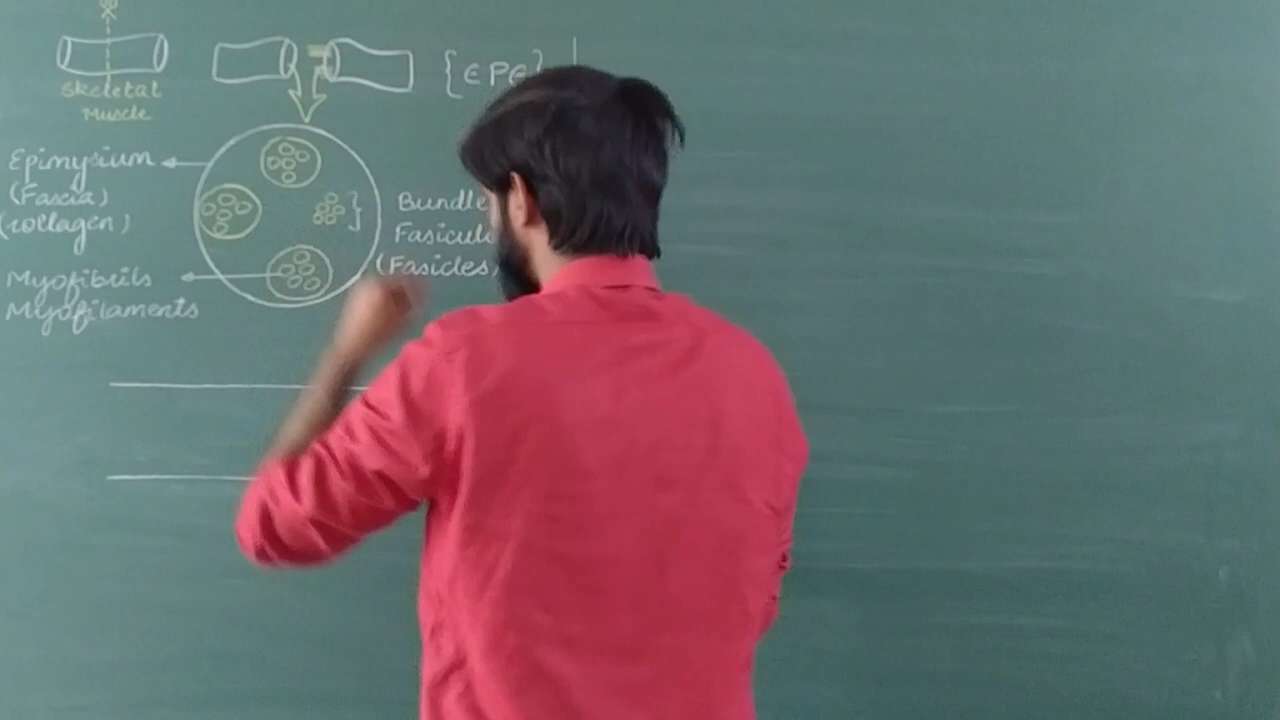 Skeletal
Muscle
{EPE}
Epimysium
(Fascia)
(collagen)
Bundle
Fasicul
(Fasicles)
Myofibrils
Myofilaments